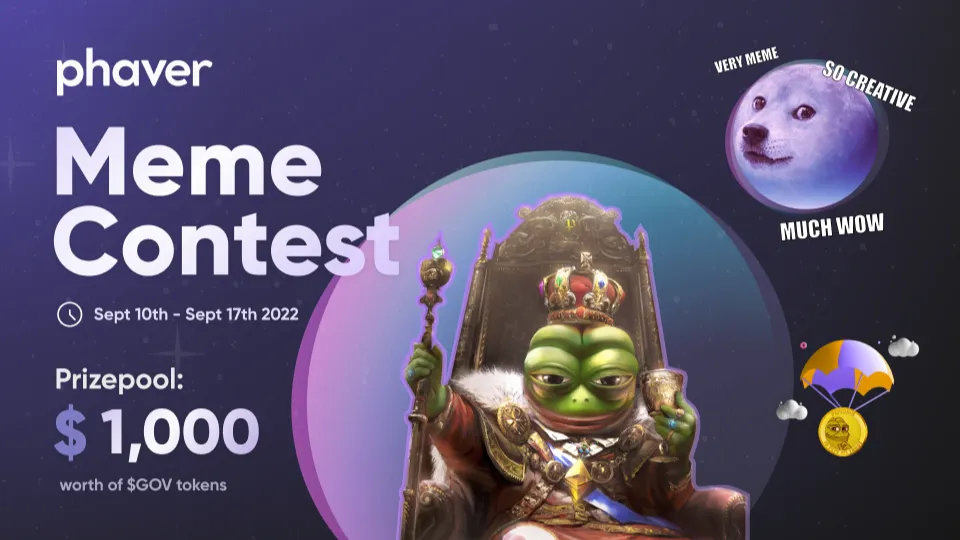 phaver
Meme
Contest
Sept 10th - Sept 17th 2022
Prizepool:
$ 1,000
worth of $GOV tokens
VERY MEME
SO CREATIVE
MUCH WOW